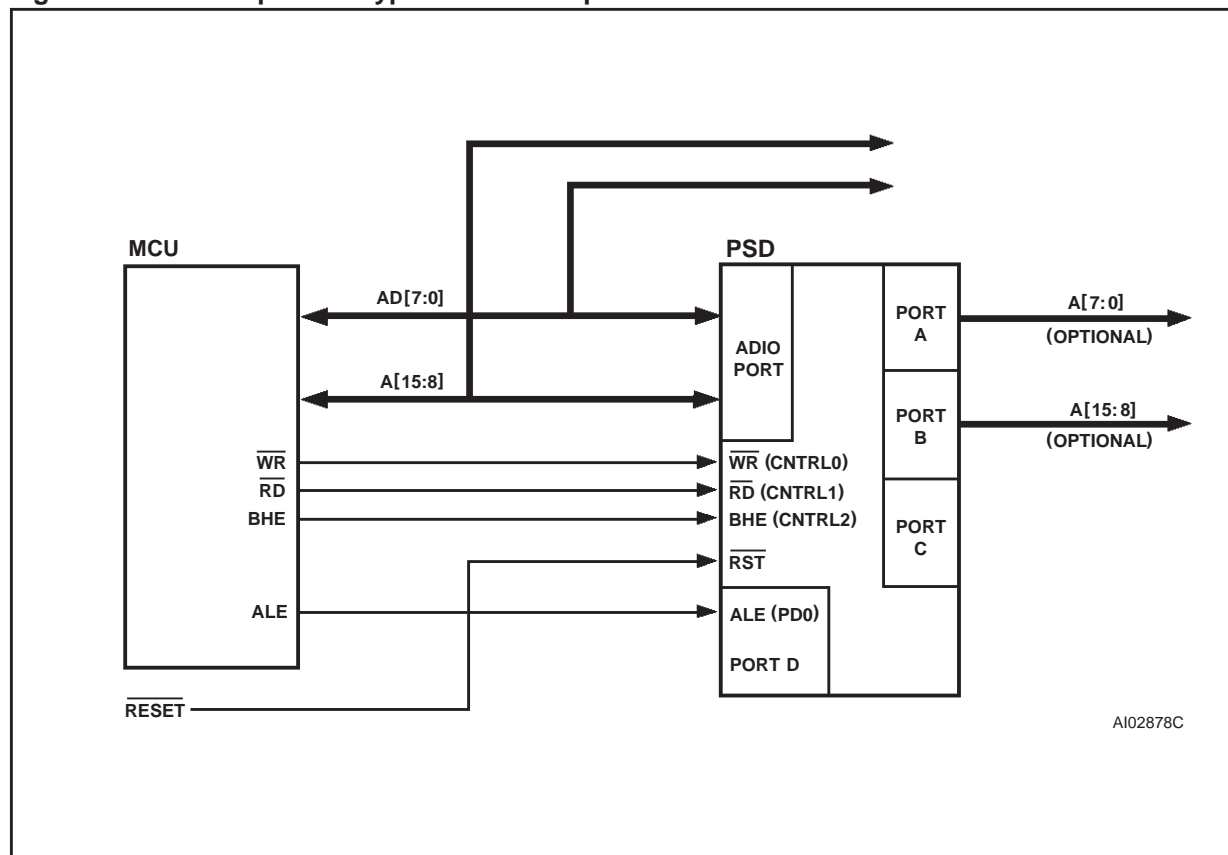 MCU
PSD
AD[7:0]
A[15:8]
ADIO
PORT
PORT
A
A[7:0]
(OPTIONAL)
PORT
B
A[15:8]
(OPTIONAL)
PORT
C
WR
RD
BHE
ALE
WR (CNTRL0)
RD (CNTRL1)
BHE (CNTRL2)
RST
ALE (PD0)
PORT D
RESET
AI02878C